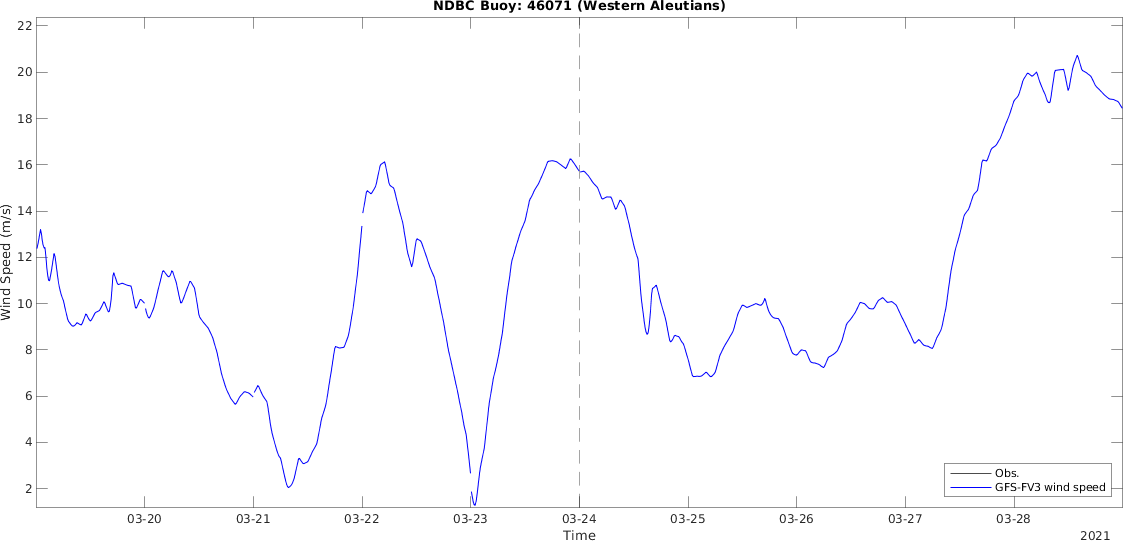 NDBC Buoy: 46071 (Western Aleutians)
22
20
18
16
14
12
10
8
6
4
2
Wind Speed (m/s)
Obs.
GFS-FV3 wind speed
03-20 03-21 03-22 03-23 03-24 03-25 03-26 03-27 03-28
Time
2021